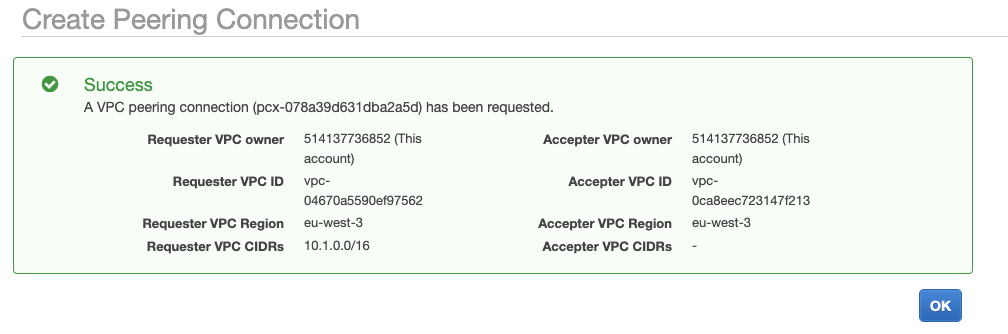 Create Peering Connection
Success
A VPC peering connection (pcx-078a39d631dba2a5d) has been requested.
Requester VPC owner 514137736852 (This account) Accepter VPC owner 514137736852 (This account)
Requester VPC ID vpc-04670a5590ef97562 Accepter VPC ID vpc-0ca8eec723147f213
Requester VPC Region eu-west-3 Accepter VPC Region eu-west-3
Requester VPC CIDRs 10.1.0.0/16 Accepter VPC CIDRs -
OK